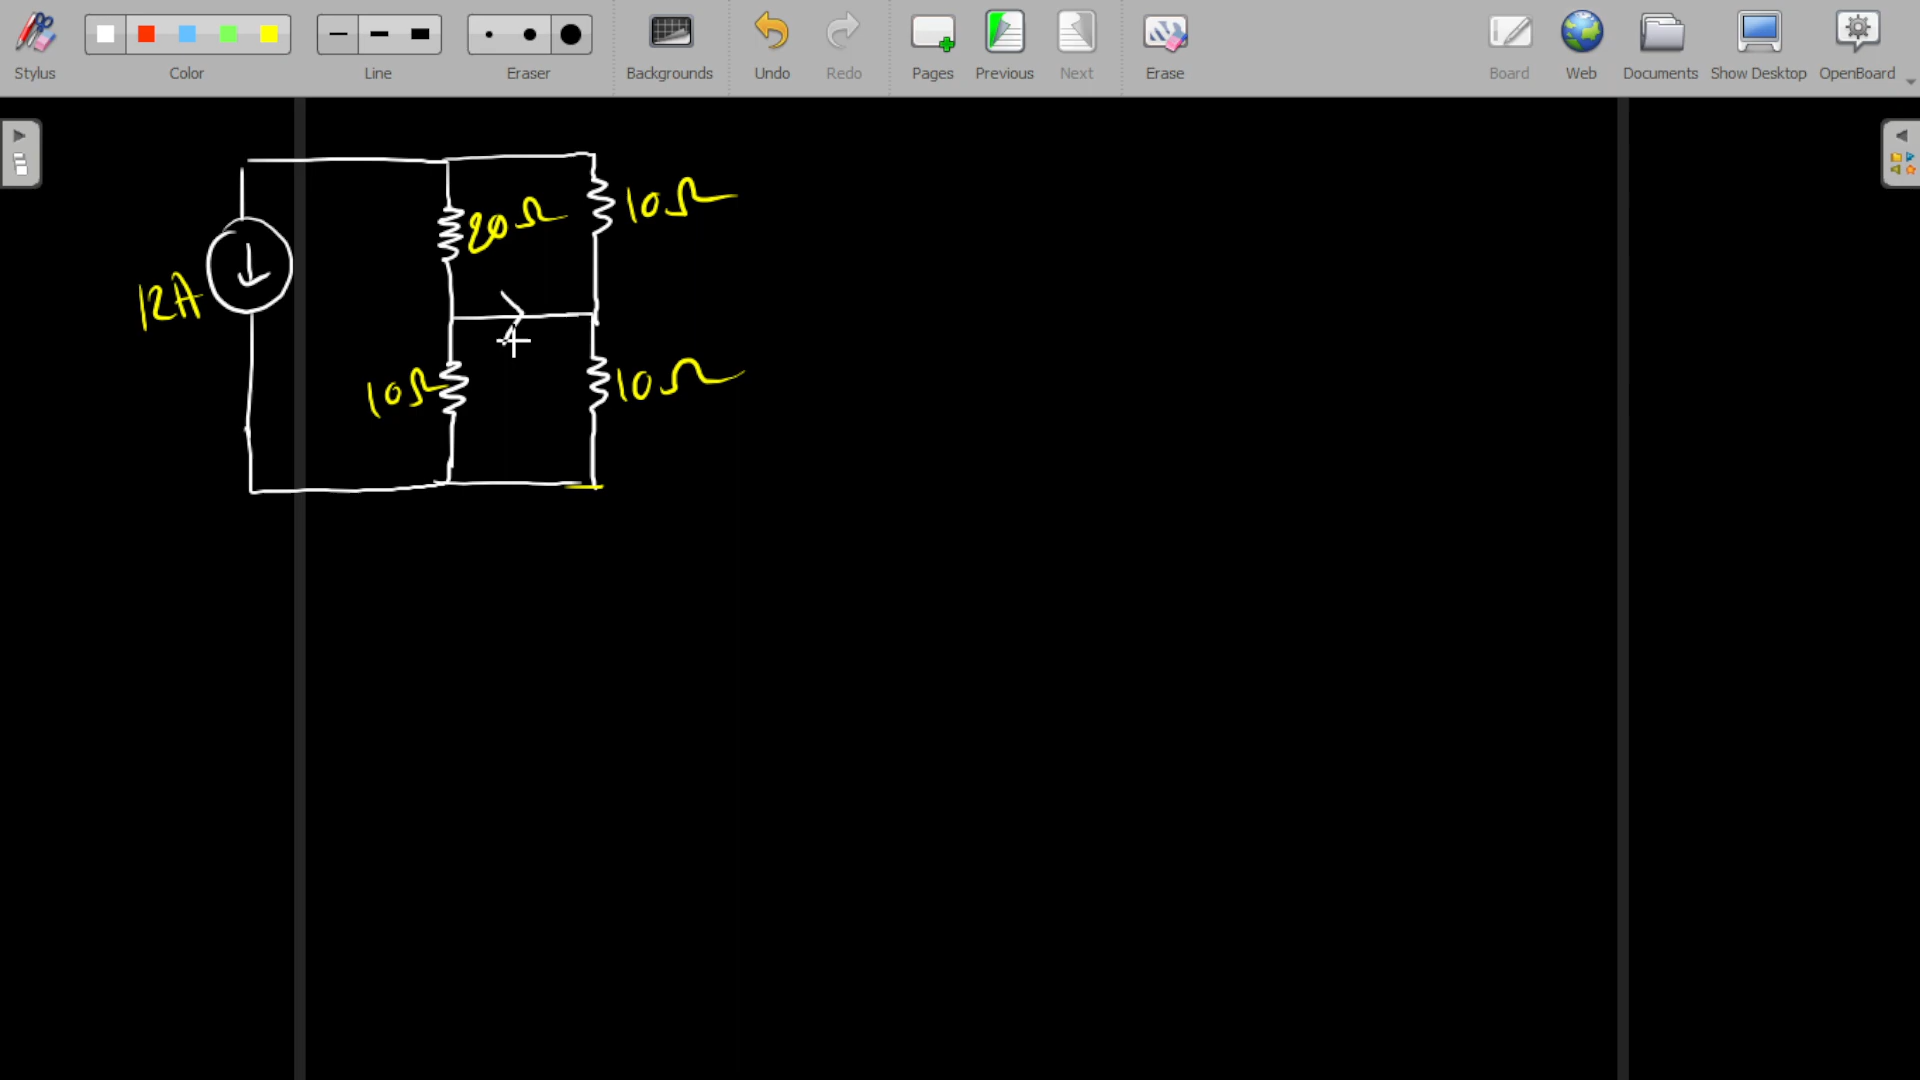 Stylus
Color
Line
Eraser
Backgrounds
Undo
Redo
Pages
Previous
Next
Erase
Board
Web
Documents
Show Desktop
OpenBoard
20Ω
10Ω
12A
10Ω
10Ω